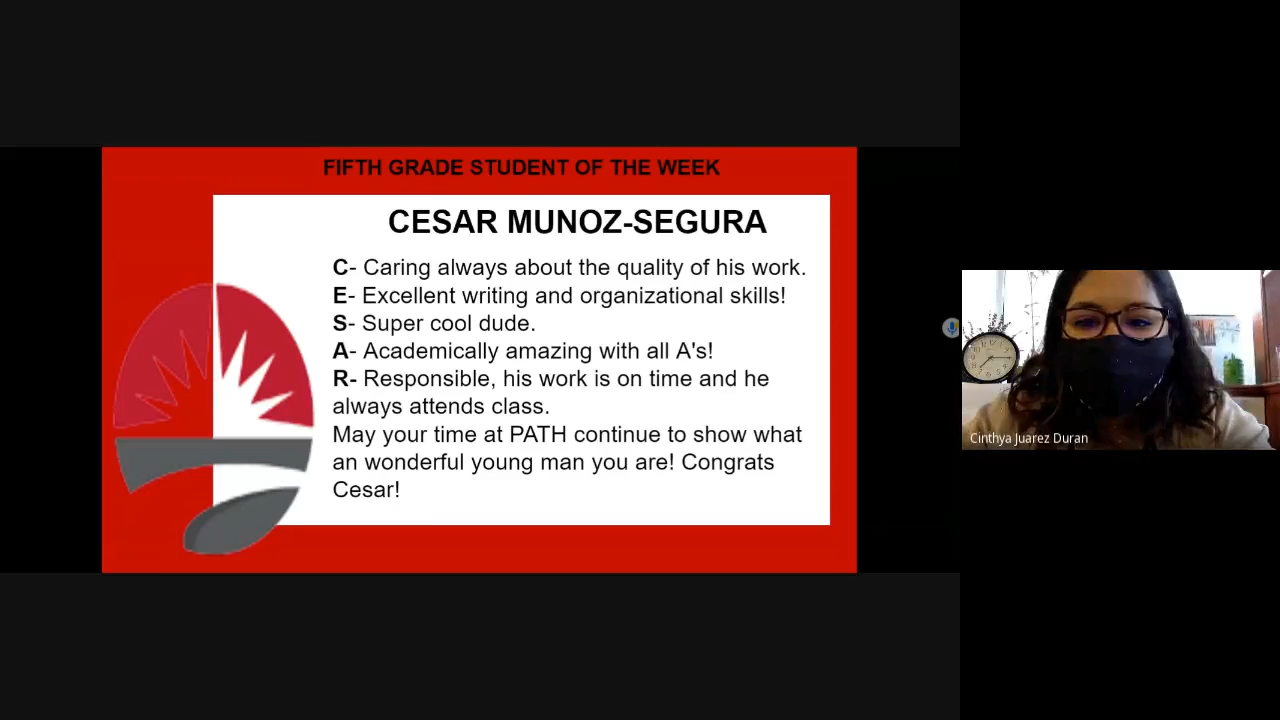 FIFTH GRADE STUDENT OF THE WEEK
CESAR MUNOZ-SEGURA
C- Caring always about the quality of his work.
E- Excellent writing and organizational skills!
S- Super cool dude.
A- Academically amazing with all A's!
R- Responsible, his work is on time and he
always attends class.
May your time at PATH continue to show what
an wonderful young man you are! Congrats
Cesar!
Cinthya Juarez Duran